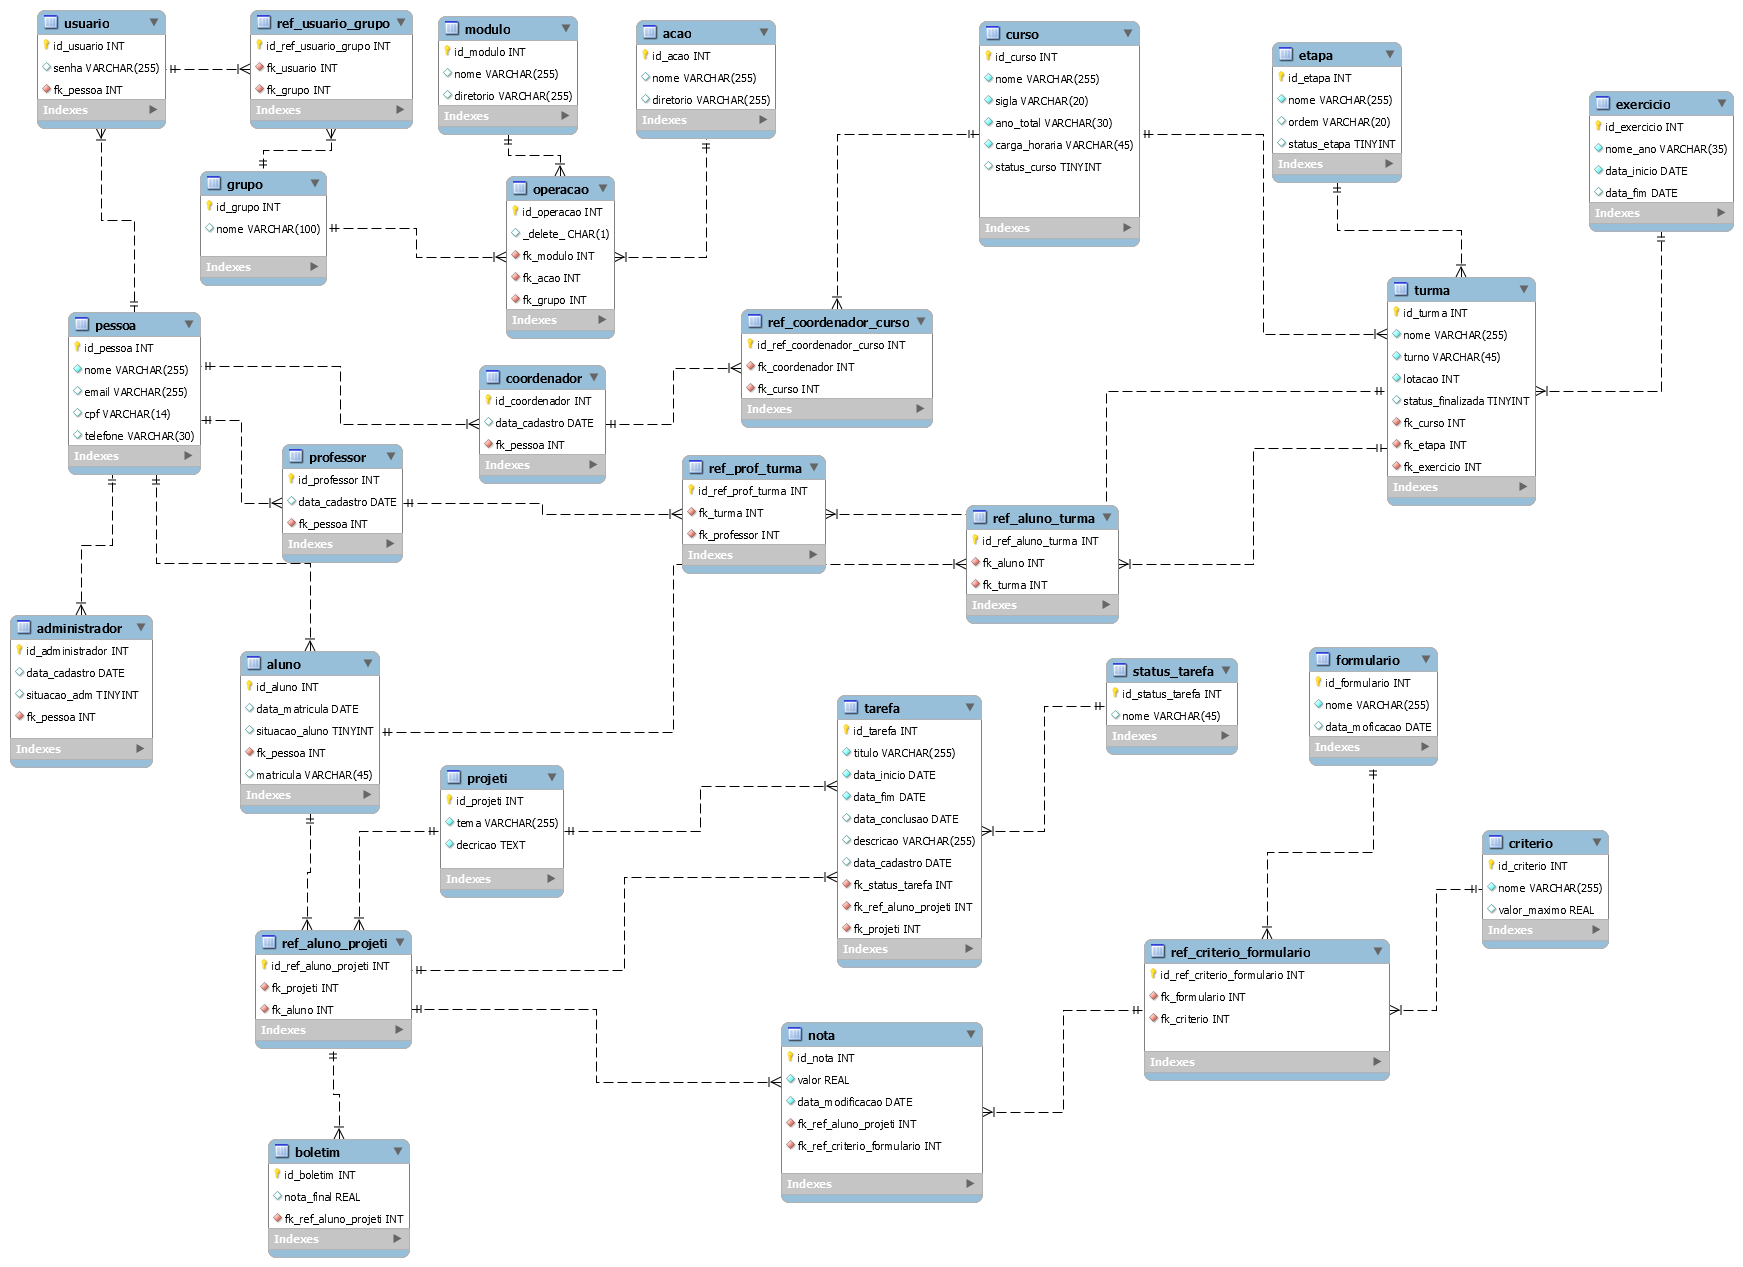 usuario
id_usuario INT
senha VARCHAR(255)
fk_pessoa INT
Indexes
ref_usuario_grupo
id_ref_usuario_grupo INT
fk_usuario INT
fk_grupo INT
Indexes
modulo
id_modulo INT
nome VARCHAR(255)
diretorio VARCHAR(255)
Indexes
acao
id_acao INT
nome VARCHAR(255)
diretorio VARCHAR(255)
Indexes
curso
id_curso INT
nome VARCHAR(255)
sigla VARCHAR(20)
ano_total VARCHAR(30)
carga_horaria VARCHAR(45)
status_curso TINYINT
Indexes
etapa
id_etapa INT
nome VARCHAR(255)
ordem VARCHAR(20)
status_etapa TINYINT
Indexes
exercicio
id_exercicio INT
nome_ano VARCHAR(35)
data_inicio DATE
data_fim DATE
Indexes
grupo
id_grupo INT
nome VARCHAR(100)
Indexes
operacao
id_operacao INT
_delete_ CHAR(1)
fk_modulo INT
fk_acao INT
fk_grupo INT
Indexes
turma
id_turma INT
nome VARCHAR(255)
turno VARCHAR(45)
lotacao INT
status_finalizada TINYINT
fk_curso INT
fk_etapa INT
fk_exercicio INT
Indexes
pessoa
id_pessoa INT
nome VARCHAR(255)
email VARCHAR(255)
cpf VARCHAR(14)
telefone VARCHAR(30)
Indexes
ref_coordenador_curso
id_ref_coordenador_curso INT
fk_coordenador INT
fk_curso INT
Indexes
coordenador
id_coordenador INT
data_cadastro DATE
fk_pessoa INT
Indexes
professor
id_professor INT
data_cadastro DATE
fk_pessoa INT
Indexes
ref_prof_turma
id_ref_prof_turma INT
fk_turma INT
fk_professor INT
Indexes
ref_aluno_turma
id_ref_aluno_turma INT
fk_aluno INT
fk_turma INT
Indexes
administrador
id_administrador INT
data_cadastro DATE
situacao_adm TINYINT
fk_pessoa INT
Indexes
aluno
id_aluno INT
data_matricula DATE
situacao_aluno TINYINT
fk_pessoa INT
matricula VARCHAR(45)
Indexes
status_tarefa
id_status_tarefa INT
nome VARCHAR(45)
Indexes
formulario
id_formulario INT
nome VARCHAR(255)
data_moficacao DATE
Indexes
tarefa
id_tarefa INT
titulo VARCHAR(255)
data_inicio DATE
data_fim DATE
data_conclusao DATE
descricao VARCHAR(255)
data_cadastro DATE
fk_status_tarefa INT
fk_ref_aluno_projeti INT
fk_projeti INT
Indexes
projeti
id_projeti INT
tema VARCHAR(255)
decricao TEXT
Indexes
criterio
id_criterio INT
nome VARCHAR(255)
valor_maximo REAL
Indexes
ref_aluno_projeti
id_ref_aluno_projeti INT
fk_projeti INT
fk_aluno INT
Indexes
ref_criterio_formulario
id_ref_criterio_formulario INT
fk_formulario INT
fk_criterio INT
Indexes
nota
id_nota INT
valor REAL
data_modificacao DATE
fk_ref_aluno_projeti INT
fk_ref_criterio_formulario INT
Indexes
boletim
id_boletim INT
nota_final REAL
fk_ref_aluno_projeti INT
Indexes